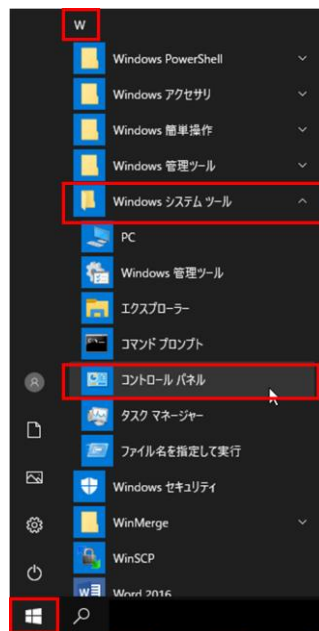 W
Windows PowerShell
Windows アクセサリ
Windows 簡単操作
Windows 管理ツール
Windows システム ツール
PC
Windows 管理ツール
エクスプローラー
コマンド プロンプト
コントロール パネル
タスク マネージャー
ファイル名を指定して実行
Windows セキュリティ
WinMerge
WinSCP
Word 2016